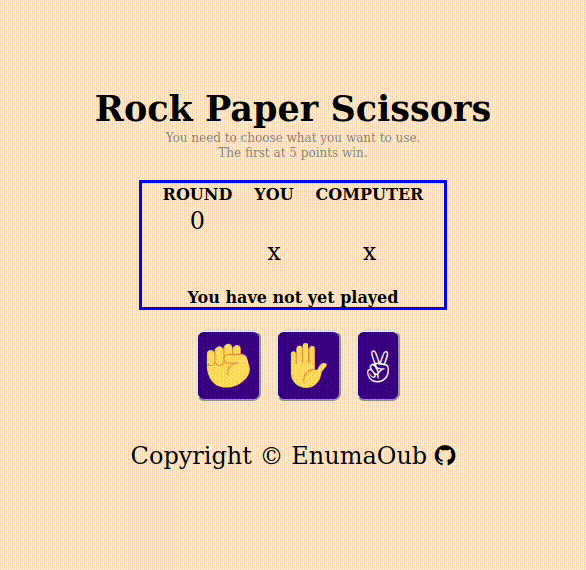 Rock Paper Scissors
You need to choose what you want to use.
The first at 5 points win.
ROUND YOU COMPUTER
0
x x
You have not yet played
Copyright © EnumaOub